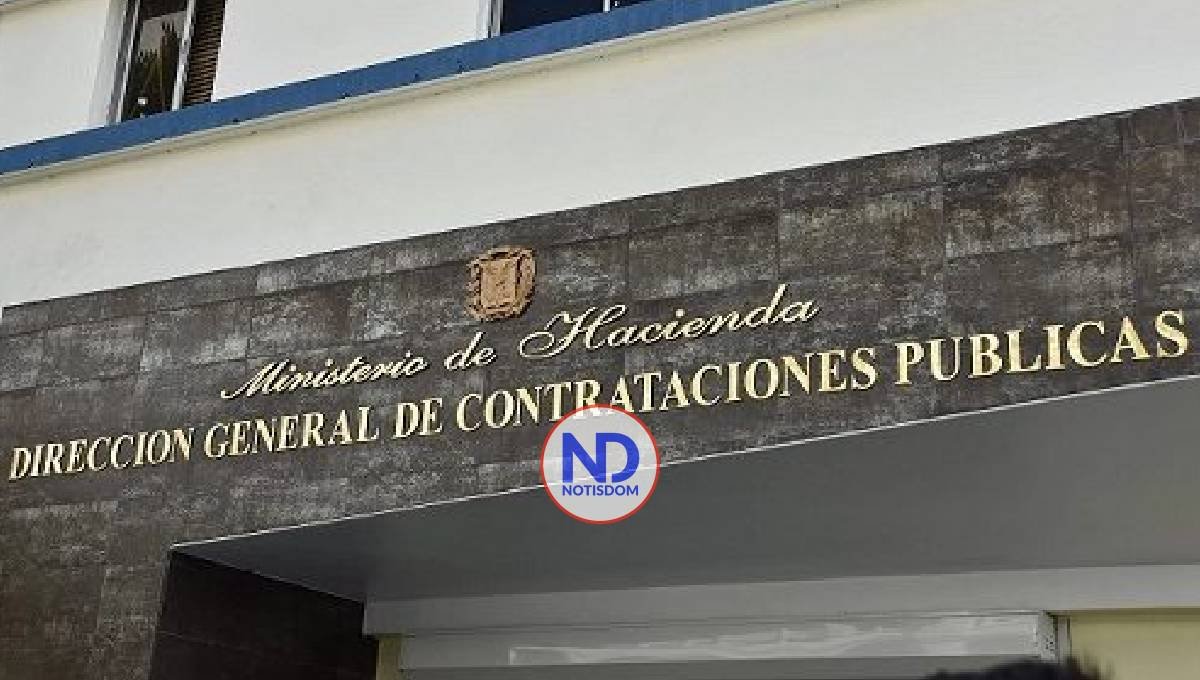 Ministerio de Hacienda
DIRECCION GENERAL DE CONTRATACIONES PUBLICAS
ND
NOTISDOM